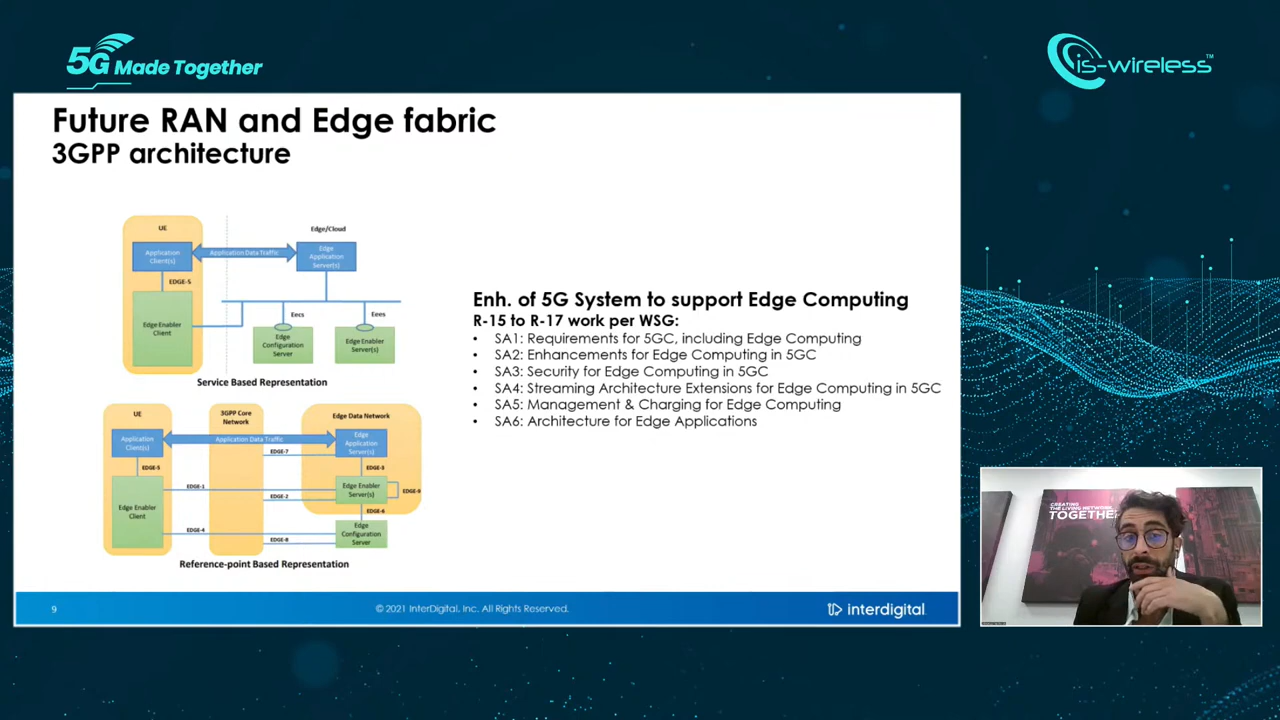 5G Made Together
is-wireless™
Future RAN and Edge fabric
3GPP architecture
UE
Edge/Cloud
Application Client(s)
Application Data Traffic
Edge Application Server(s)
EDGE-5
Edge Enabler Client
Eecs
Eees
Edge Configuration Server
Edge Enabler Server(s)
Service Based Representation
UE
3GPP Core Network
Edge Data Network
Application Client(s)
Application Data Traffic
Edge Application Server(s)
EDGE-7
EDGE-5
EDGE-3
EDGE-1
Edge Enabler Server(s)
EDGE-2
Edge Enabler Client
EDGE-6
EDGE-4
Edge Configuration Server
EDGE-8
Reference-point Based Representation
Enh. of 5G System to support Edge Computing
R-15 to R-17 work per WSG:
• SA1: Requirements for 5GC, including Edge Computing
• SA2: Enhancements for Edge Computing in 5GC
• SA3: Security for Edge Computing in 5GC
• SA4: Streaming Architecture Extensions for Edge Computing in 5GC
• SA5: Management & Charging for Edge Computing
• SA6: Architecture for Edge Applications
9
© 2021 InterDigital, Inc. All Rights Reserved.
interdigital
CREATING
THE LIVING NETWORK,
TOGETHER